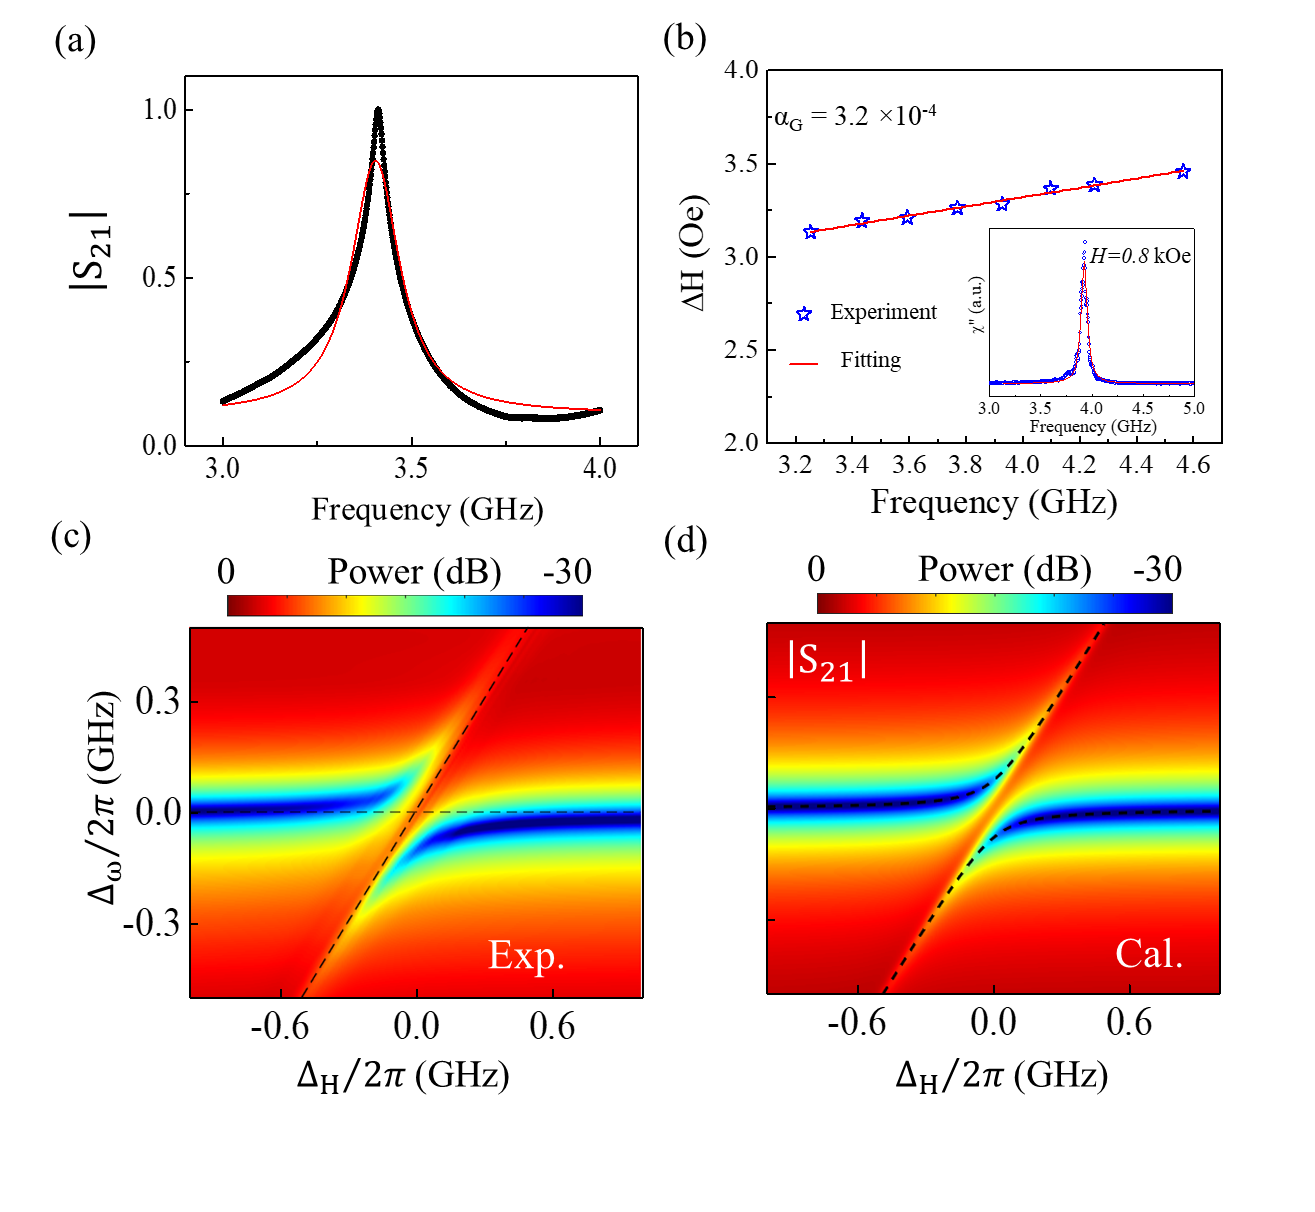 (a)
1.0
0.5
0.0
|S₂₁|
3.0 3.5 4.0
Frequency (GHz)
(b)
4.0
3.5
3.0
2.5
2.0
ΔH (Oe)
α_G = 3.2 ×10⁻⁴
Experiment
Fitting
H=0.8 kOe
χ" (a.u.)
3.0 3.5 4.0 4.5 5.0
Frequency (GHz)
3.2 3.4 3.6 3.8 4.0 4.2 4.4 4.6
Frequency (GHz)
(c)
0 Power (dB) -30
0.3
0.0
-0.3
Δ_ω/2π (GHz)
Exp.
-0.6 0.0 0.6
Δ_H/2π (GHz)
(d)
0 Power (dB) -30
|S₂₁|
Cal.
-0.6 0.0 0.6
Δ_H/2π (GHz)